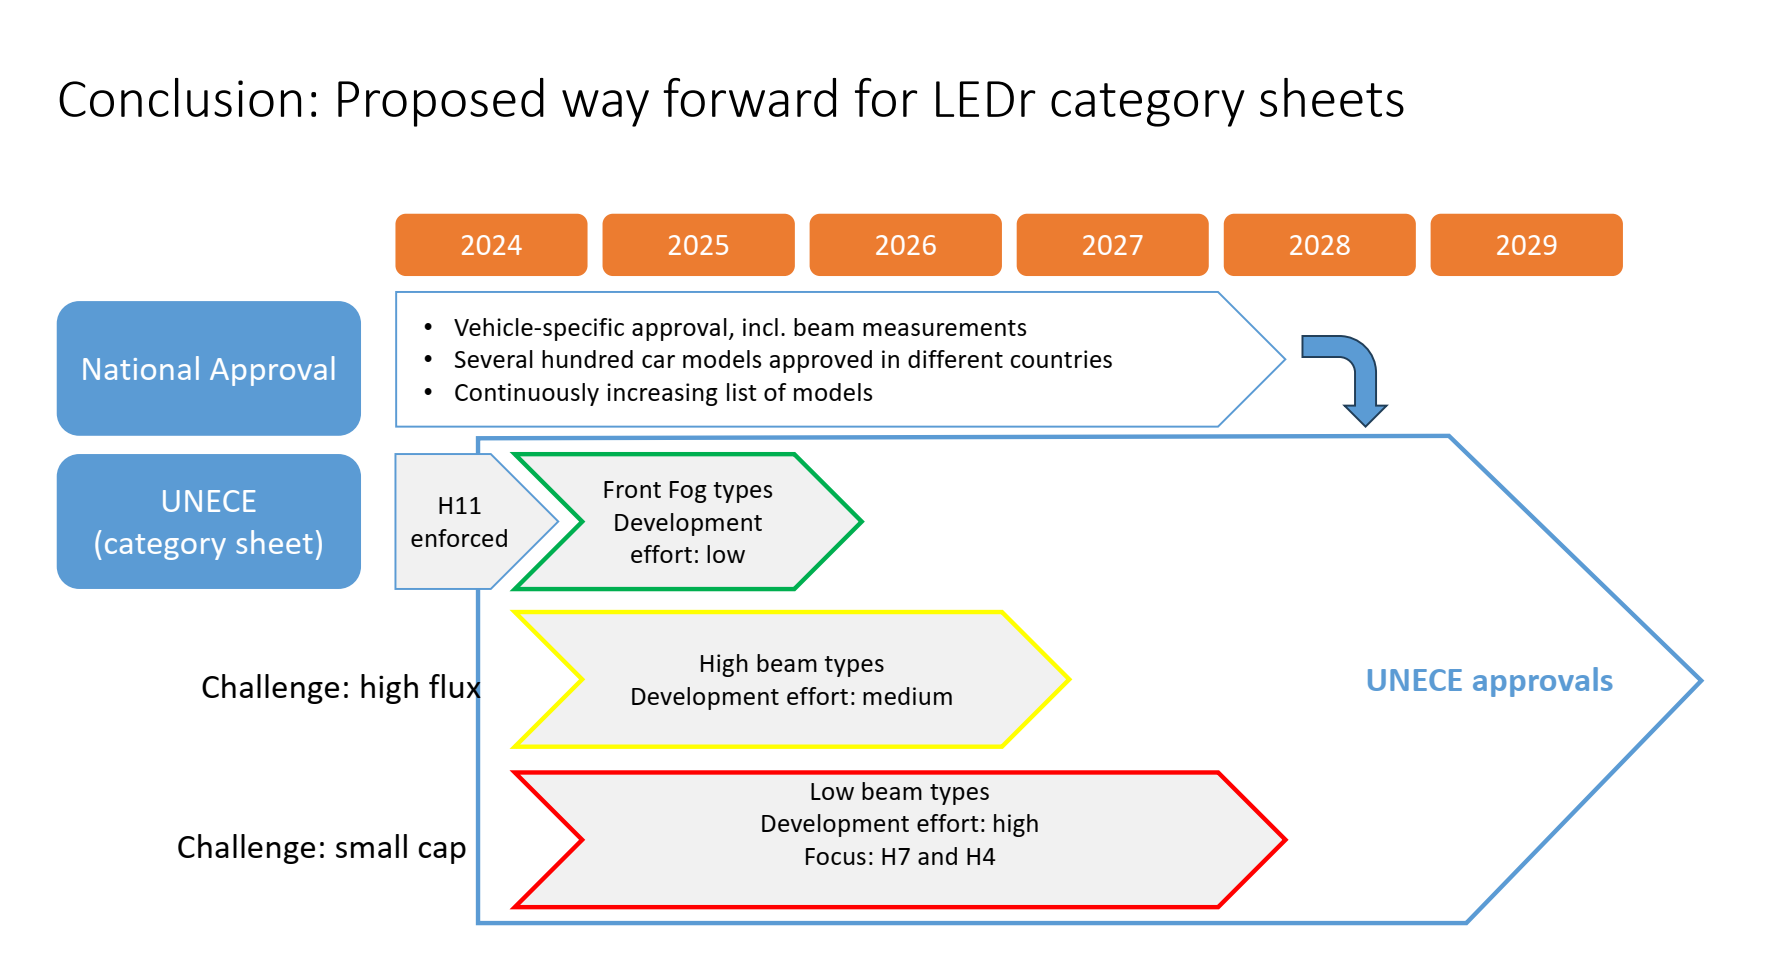 Conclusion: Proposed way forward for LEDr category sheets
2024
2025
2026
2027
2028
2029
National Approval
• Vehicle-specific approval, incl. beam measurements
• Several hundred car models approved in different countries
• Continuously increasing list of models
UNECE
(category sheet)
H11
enforced
Front Fog types
Development
effort: low
Challenge: high flux
High beam types
Development effort: medium
UNECE approvals
Challenge: small cap
Low beam types
Development effort: high
Focus: H7 and H4